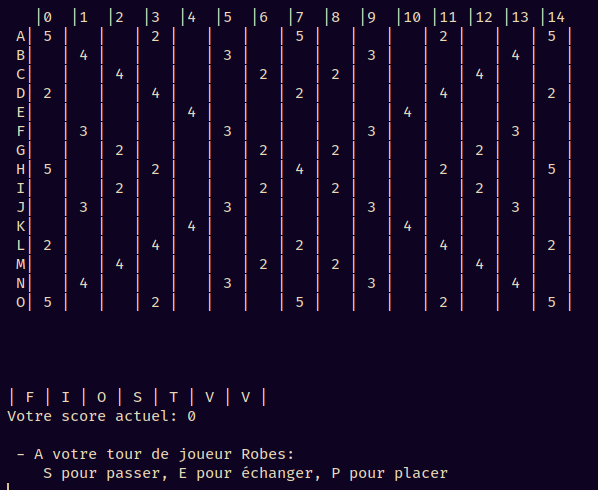 |0 |1 |2 |3 |4 |5 |6 |7 |8 |9 |10 |11 |12 |13 |14
A| 5 | | | 2 | | | | 5 | | | | 2 | | | 5 |
B| | 4 | | | | 3 | | | | 3 | | | | 4 | |
C| | | 4 | | | | 2 | | 2 | | | | 4 | | |
D| 2 | | | 4 | | | | 2 | | | | 4 | | | 2 |
E| | | | | 4 | | | | | | 4 | | | | |
F| | 3 | | | | 3 | | | | 3 | | | | 3 | |
G| | | 2 | | | | 2 | | 2 | | | | 2 | | |
H| 5 | | | 2 | | | | 4 | | | | 2 | | | 5 |
I| | | 2 | | | | 2 | | 2 | | | | 2 | | |
J| | 3 | | | | 3 | | | | 3 | | | | 3 | |
K| | | | | 4 | | | | | | 4 | | | | |
L| 2 | | | 4 | | | | 2 | | | | 4 | | | 2 |
M| | | 4 | | | | 2 | | 2 | | | | 4 | | |
N| | 4 | | | | 3 | | | | 3 | | | | 4 | |
O| 5 | | | 2 | | | | 5 | | | | 2 | | | 5 |
| F | I | O | S | T | V | V |
Votre score actuel: 0
- A votre tour de joueur Robes:
S pour passer, E pour échanger, P pour placer